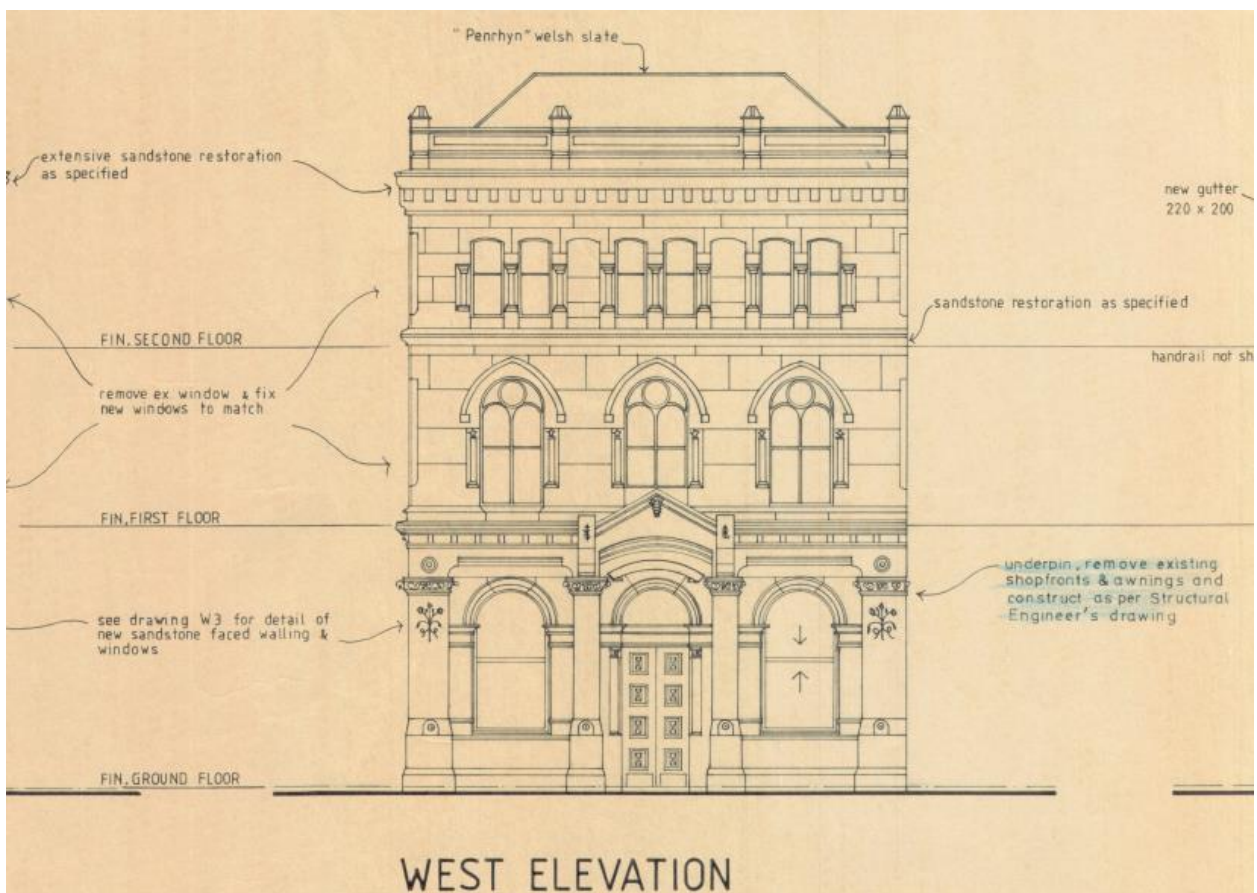 "Penrhyn" welsh slate
extensive sandstone restoration
as specified
new gutter
220 x 200
sandstone restoration as specified
FIN. SECOND FLOOR
handrail not sh
remove ex window & fix
new windows to match
FIN. FIRST FLOOR
underpin, remove existing
shopfronts & awnings and
construct as per Structural
Engineer's drawing
see drawing W3 for detail of
new sandstone faced walling &
windows
FIN. GROUND FLOOR
WEST ELEVATION